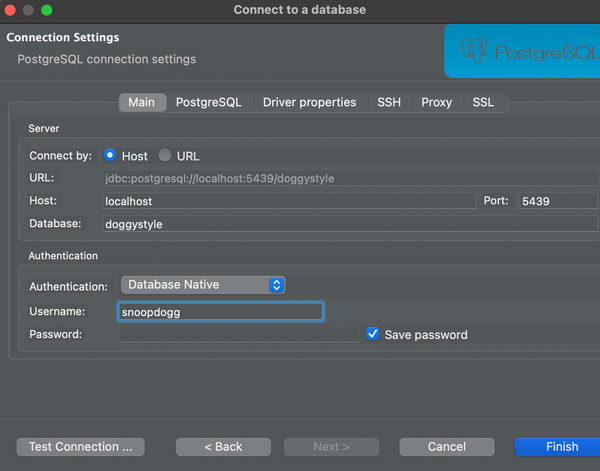 Connect to a database
Connection Settings
PostgreSQL connection settings
PostgreSQL
Main PostgreSQL Driver properties SSH Proxy SSL
Server
Connect by: Host URL
URL: jdbc:postgresql://localhost:5439/doggystyle
Host: localhost Port: 5439
Database: doggystyle
Authentication
Authentication: Database Native
Username: snoopdogg
Password: Save password
Test Connection ... < Back Next > Cancel Finish